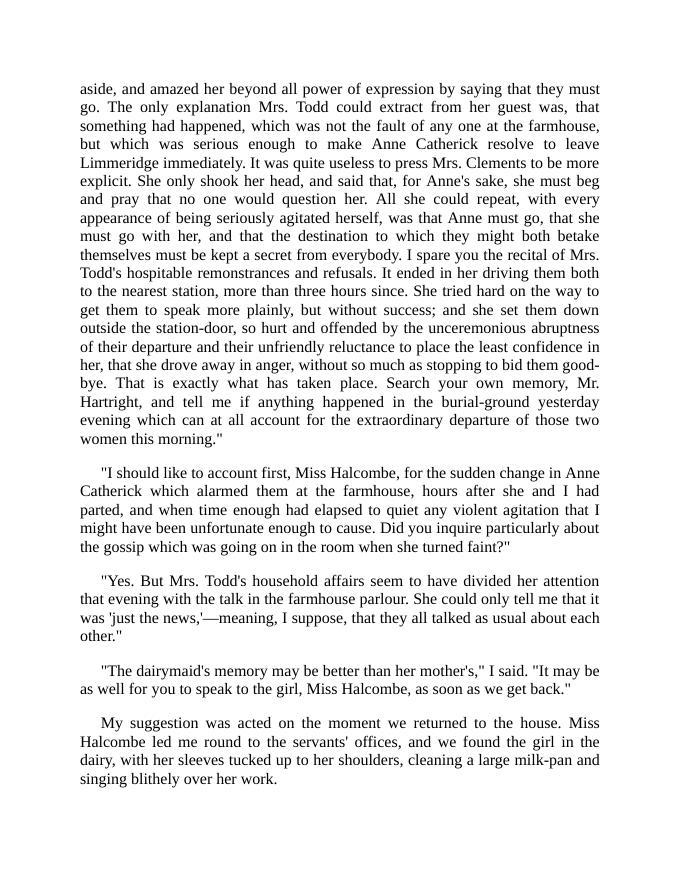 aside, and amazed her beyond all power of expression by saying that they must
go. The only explanation Mrs. Todd could extract from her guest was, that
something had happened, which was not the fault of any one at the farmhouse,
but which was serious enough to make Anne Catherick resolve to leave
Limmeridge immediately. It was quite useless to press Mrs. Clements to be more
explicit. She only shook her head, and said that, for Anne's sake, she must beg
and pray that no one would question her. All she could repeat, with every
appearance of being seriously agitated herself, was that Anne must go, that she
must go with her, and that the destination to which they might both betake
themselves must be kept a secret from everybody. I spare you the recital of Mrs.
Todd's hospitable remonstrances and refusals. It ended in her driving them both
to the nearest station, more than three hours since. She tried hard on the way to
get them to speak more plainly, but without success; and she set them down
outside the station-door, so hurt and offended by the unceremonious abruptness
of their departure and their unfriendly reluctance to place the least confidence in
her, that she drove away in anger, without so much as stopping to bid them good-
bye. That is exactly what has taken place. Search your own memory, Mr.
Hartright, and tell me if anything happened in the burial-ground yesterday
evening which can at all account for the extraordinary departure of those two
women this morning."
"I should like to account first, Miss Halcombe, for the sudden change in Anne
Catherick which alarmed them at the farmhouse, hours after she and I had
parted, and when time enough had elapsed to quiet any violent agitation that I
might have been unfortunate enough to cause. Did you inquire particularly about
the gossip which was going on in the room when she turned faint?"
"Yes. But Mrs. Todd's household affairs seem to have divided her attention
that evening with the talk in the farmhouse parlour. She could only tell me that it
was 'just the news,'—meaning, I suppose, that they all talked as usual about each
other."
"The dairymaid's memory may be better than her mother's," I said. "It may be
as well for you to speak to the girl, Miss Halcombe, as soon as we get back."
My suggestion was acted on the moment we returned to the house. Miss
Halcombe led me round to the servants' offices, and we found the girl in the
dairy, with her sleeves tucked up to her shoulders, cleaning a large milk-pan and
singing blithely over her work.